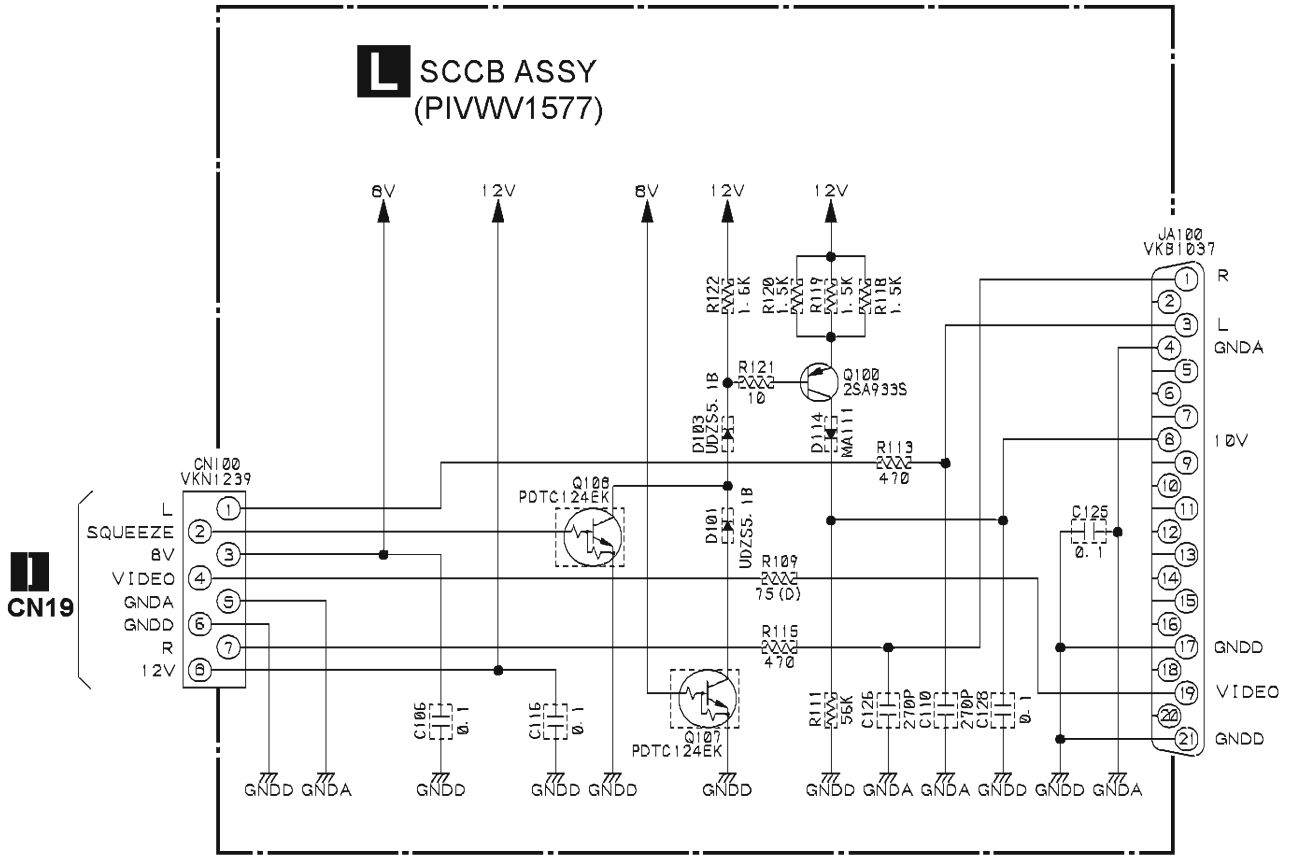 L SCCB ASSY
(PIVWV1577)
8V
12V
8V
12V
12V
JA100
VKB1037
R122
1.6K
R120
1.5K
R119
1.5K
R118
1.5K
R121
10
Q100
2SA933S
D103
UDZS5.1B
D114
MA111
R113
470
Q108
PDTC124EK
D101
UDZS5.1B
C125
0.1
R109
75(D)
R115
470
Q107
PDTC124EK
C106
0.1
C116
0.1
R111
56K
C126
270P
C110
270P
C128
0.1
CN100
VKN1239
L 1
SQUEEZE 2
8V 3
VIDEO 4
GNDA 5
GNDD 6
R 7
12V 8
CN19
1 R
2
3 L
4 GNDA
5
6
7
8 10V
9
10
11
12
13
14
15
16
17 GNDD
18
19 VIDEO
20
21 GNDD
GNDD GNDA GNDD GNDD GNDD GNDD GNDD GNDA GNDA GNDD GNDD GNDA